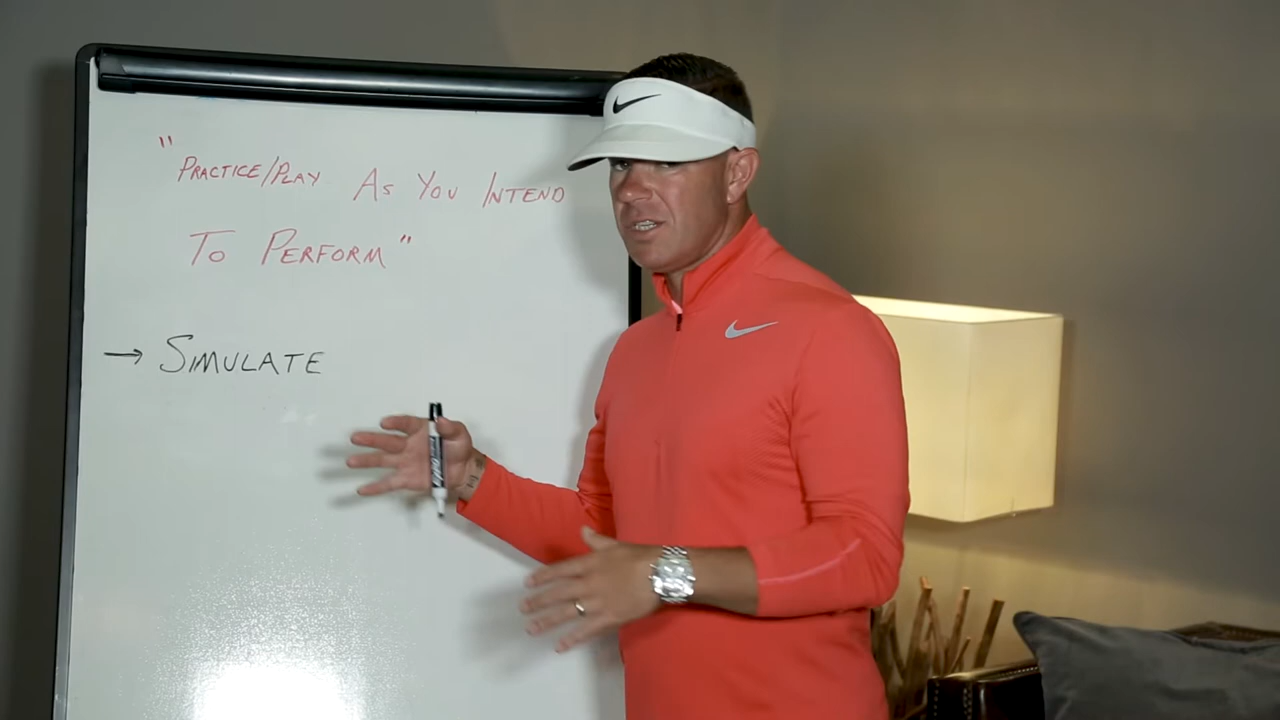 "PRACTICE/PLAY AS YOU INTEND
TO PERFORM"
→ SIMULATE